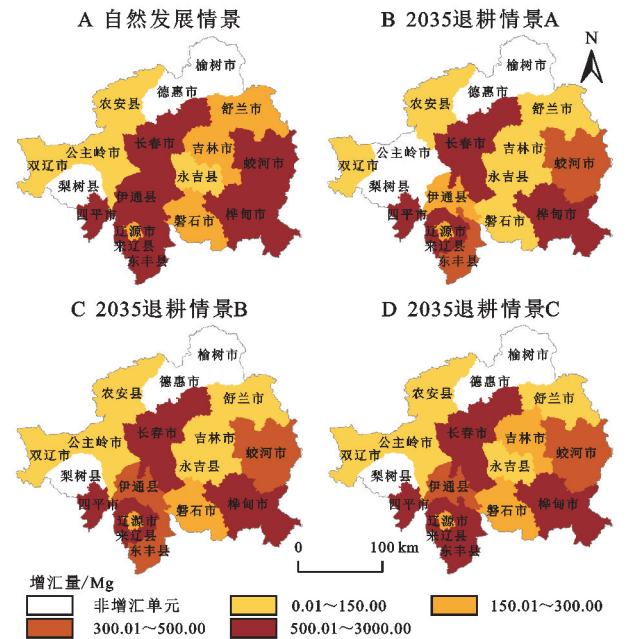 A 自然发展情景
B 2035退耕情景A
N
榆树市
德惠市
农安县
舒兰市
长春市
公主岭市
吉林市
双辽市
蛟河市
永吉县
梨树县
伊通县
四平市
桦甸市
磐石市
辽源市
来辽县
东丰县
榆树市
德惠市
农安县
舒兰市
长春市
公主岭市
吉林市
双辽市
蛟河市
永吉县
梨树县
伊通县
四平市
桦甸市
磐石市
辽源市
来辽县
东丰县
C 2035退耕情景B
D 2035退耕情景C
榆树市
德惠市
农安县
舒兰市
长春市
公主岭市
吉林市
双辽市
蛟河市
永吉县
梨树县
伊通县
四平市
桦甸市
磐石市
辽源市
来辽县
东丰县
榆树市
德惠市
农安县
舒兰市
长春市
公主岭市
吉林市
双辽市
蛟河市
永吉县
梨树县
伊通县
四平市
桦甸市
磐石市
辽源市
来辽县
东丰县
0 100 km
增汇量/Mg
非增汇单元 0.01～150.00 150.01～300.00
300.01～500.00 500.01～3000.00